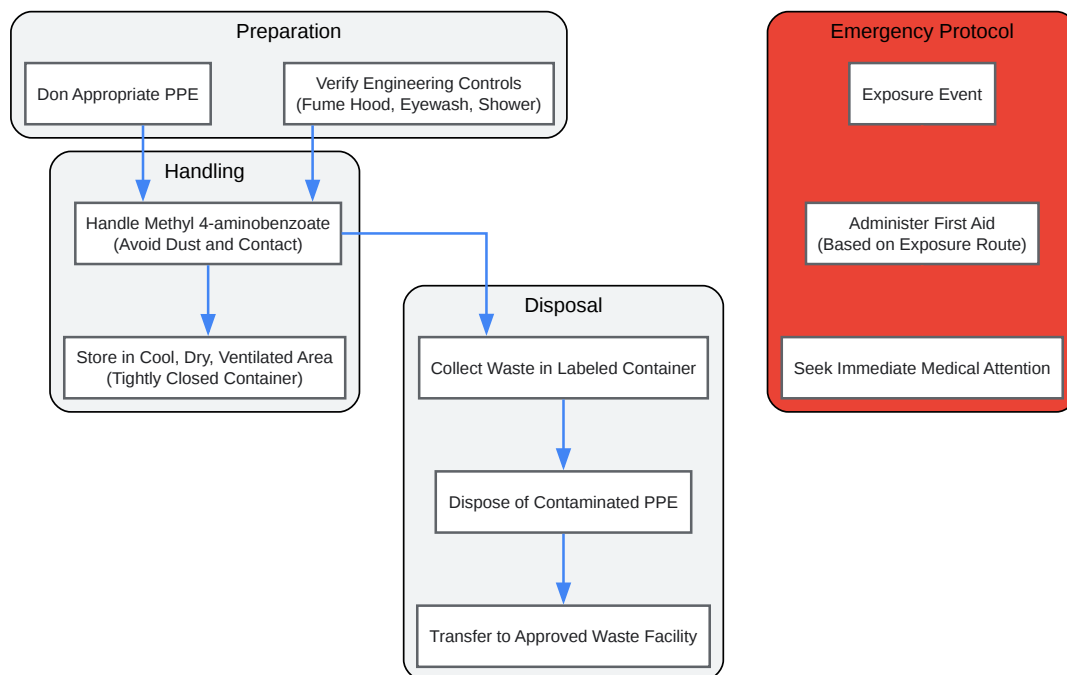 Preparation
Don Appropriate PPE
Verify Engineering Controls
(Fume Hood, Eyewash, Shower)
Handling
Handle Methyl 4-aminobenzoate
(Avoid Dust and Contact)
Store in Cool, Dry, Ventilated Area
(Tightly Closed Container)
Disposal
Collect Waste in Labeled Container
Dispose of Contaminated PPE
Transfer to Approved Waste Facility
Emergency Protocol
Exposure Event
Administer First Aid
(Based on Exposure Route)
Seek Immediate Medical Attention